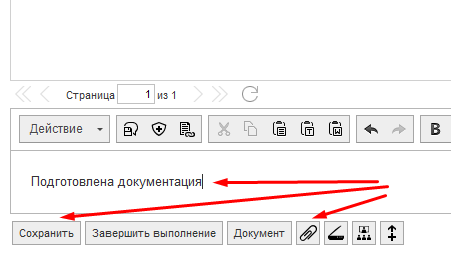 Страница 1 из 1
Действие B
Подготовлена документация
Сохранить Завершить выполнение Документ